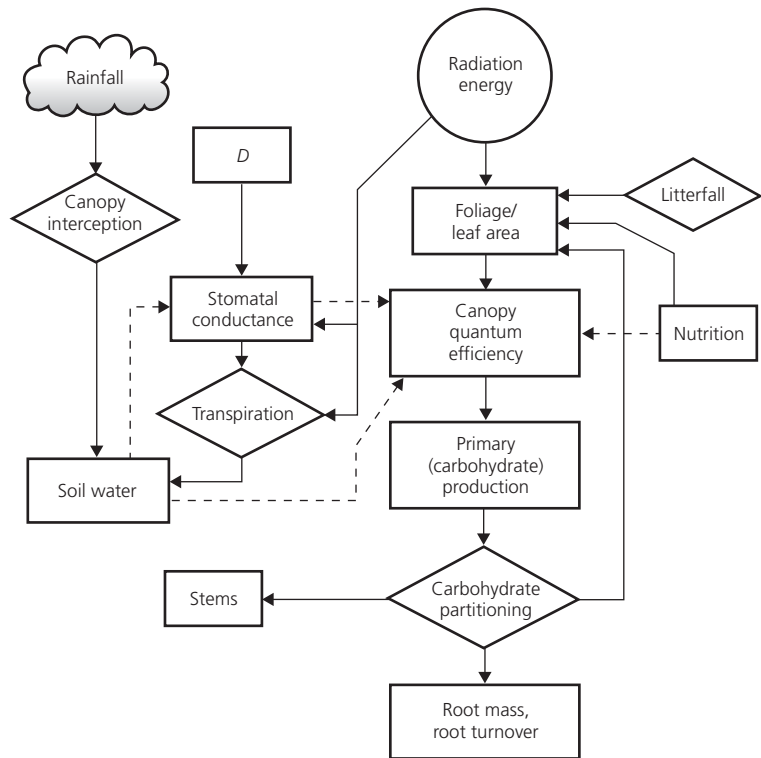 Rainfall
Radiation
energy
D
Canopy
interception
Litterfall
Foliage/
leaf area
Stomatal
conductance
Canopy
quantum
efficiency
Nutrition
Transpiration
Primary
(carbohydrate)
production
Soil water
Stems
Carbohydrate
partitioning
Root mass,
root turnover